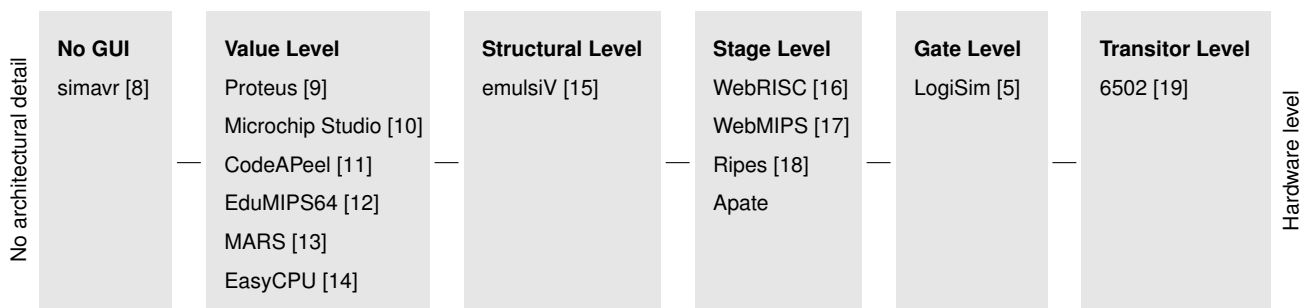 No architectural detail
No GUI
simavr [8]
Value Level
Proteus [9]
Microchip Studio [10]
CodeAPeel [11]
EduMIPS64 [12]
MARS [13]
EasyCPU [14]
Structural Level
emulsiV [15]
Stage Level
WebRISC [16]
WebMIPS [17]
Ripes [18]
Apate
Gate Level
LogiSim [5]
Transitor Level
6502 [19]
Hardware level